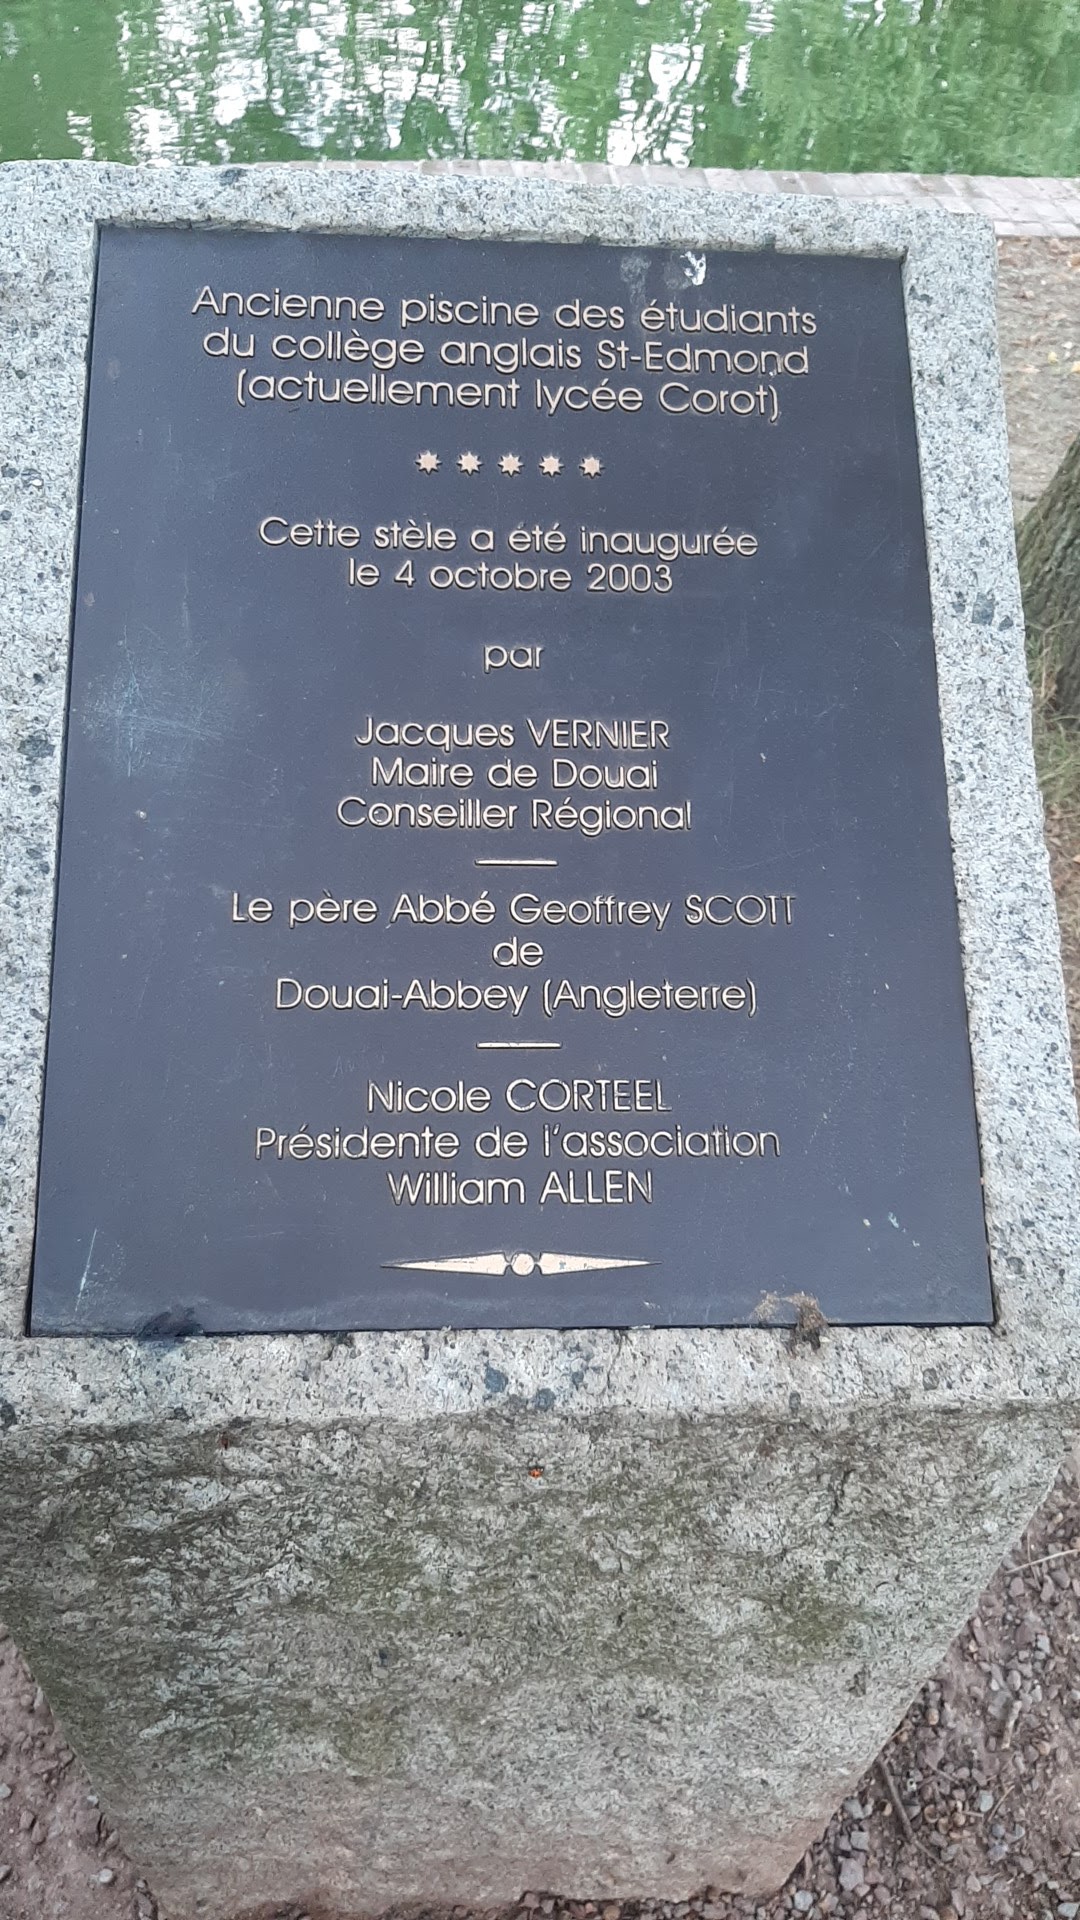 Ancienne piscine des étudiants
du collège anglais St-Edmond
(actuellement lycée Corot)
Cette stèle a été inaugurée
le 4 octobre 2003
par
Jacques VERNIER
Maire de Douai
Conseiller Régional
Le père Abbé Geoffrey SCOTT
de
Douai-Abbey (Angleterre)
Nicole CORTEEL
Présidente de l'association
William ALLEN